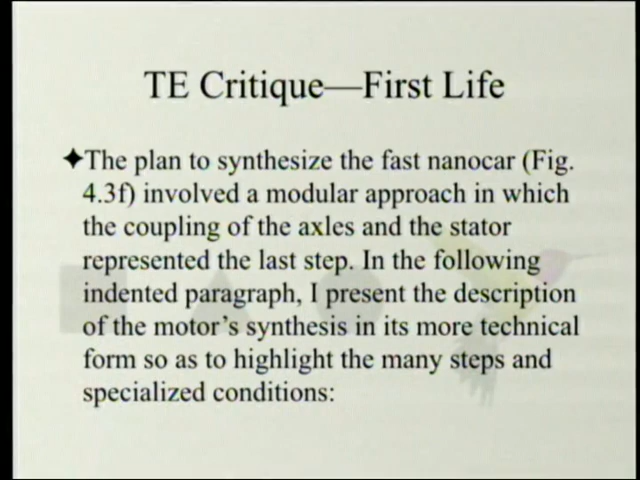 TE Critique—First Life
✦The plan to synthesize the fast nanocar (Fig.
4.3f) involved a modular approach in which
the coupling of the axles and the stator
represented the last step. In the following
indented paragraph, I present the description
of the motor's synthesis in its more technical
form so as to highlight the many steps and
specialized conditions: